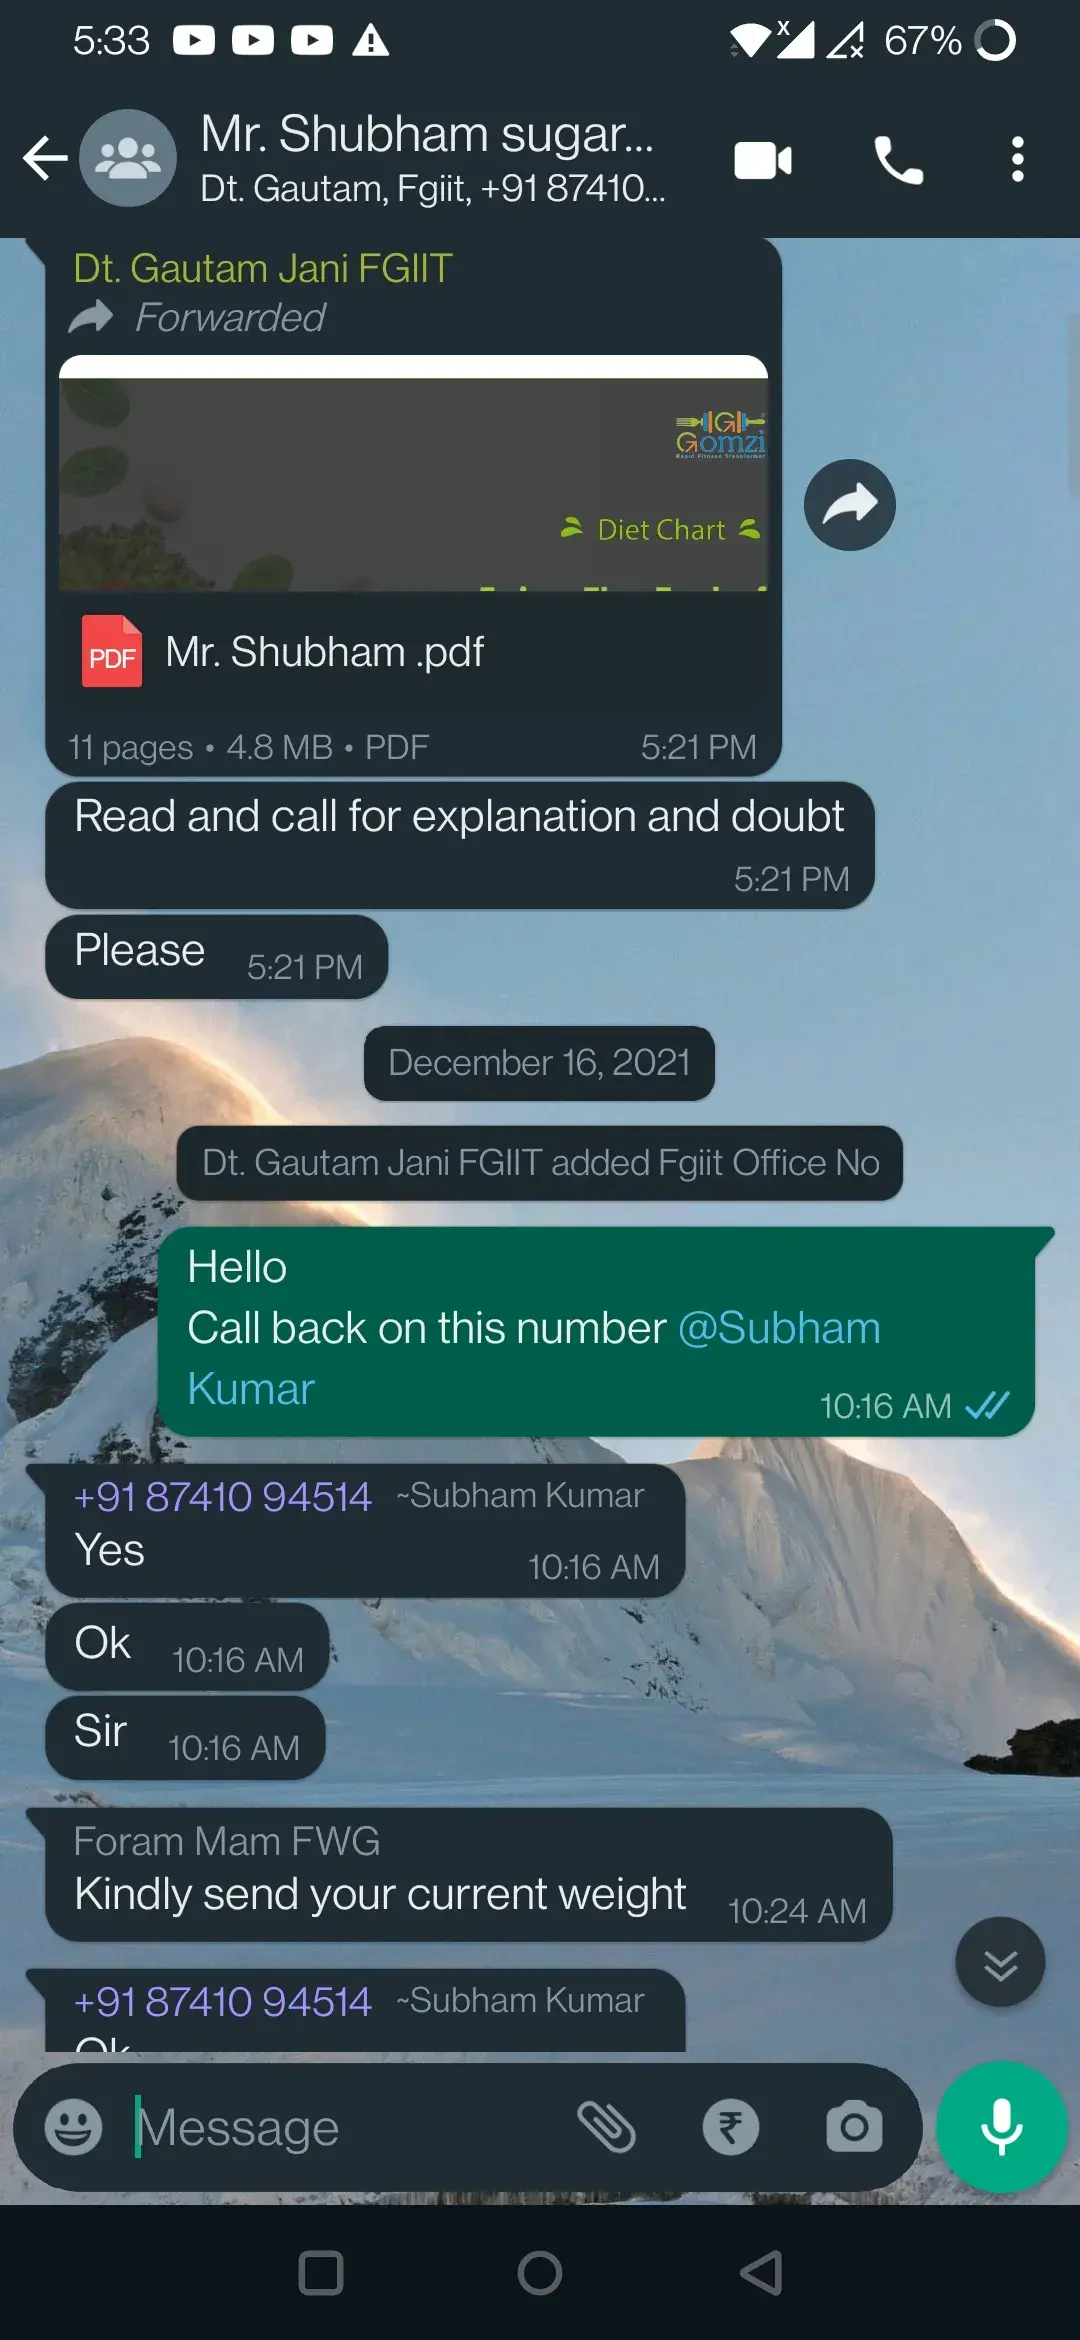 5:33
67%
Mr. Shubham sugar...
Dt. Gautam, Fgiit, +91 87410...
Dt. Gautam Jani FGIIT
Forwarded
Gomzi
Rapid Fitness Transformer
Diet Chart
PDF
Mr. Shubham .pdf
11 pages • 4.8 MB • PDF
5:21 PM
Read and call for explanation and doubt
5:21 PM
Please 5:21 PM
December 16, 2021
Dt. Gautam Jani FGIIT added Fgiit Office No
Hello
Call back on this number @Subham
Kumar
10:16 AM
+91 87410 94514 ~Subham Kumar
Yes
10:16 AM
Ok 10:16 AM
Sir 10:16 AM
Foram Mam FWG
Kindly send your current weight 10:24 AM
+91 87410 94514 ~Subham Kumar
Ok
Message